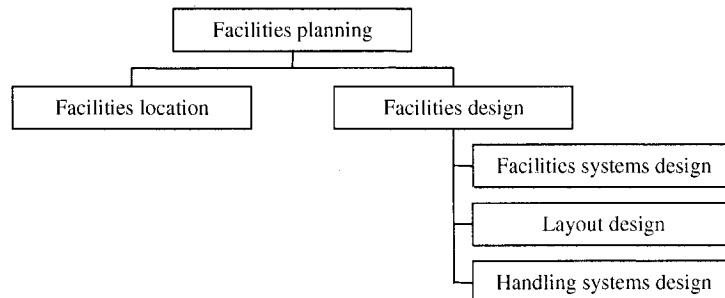 Facilities planning
Facilities location
Facilities design
Facilities systems design
Layout design
Handling systems design